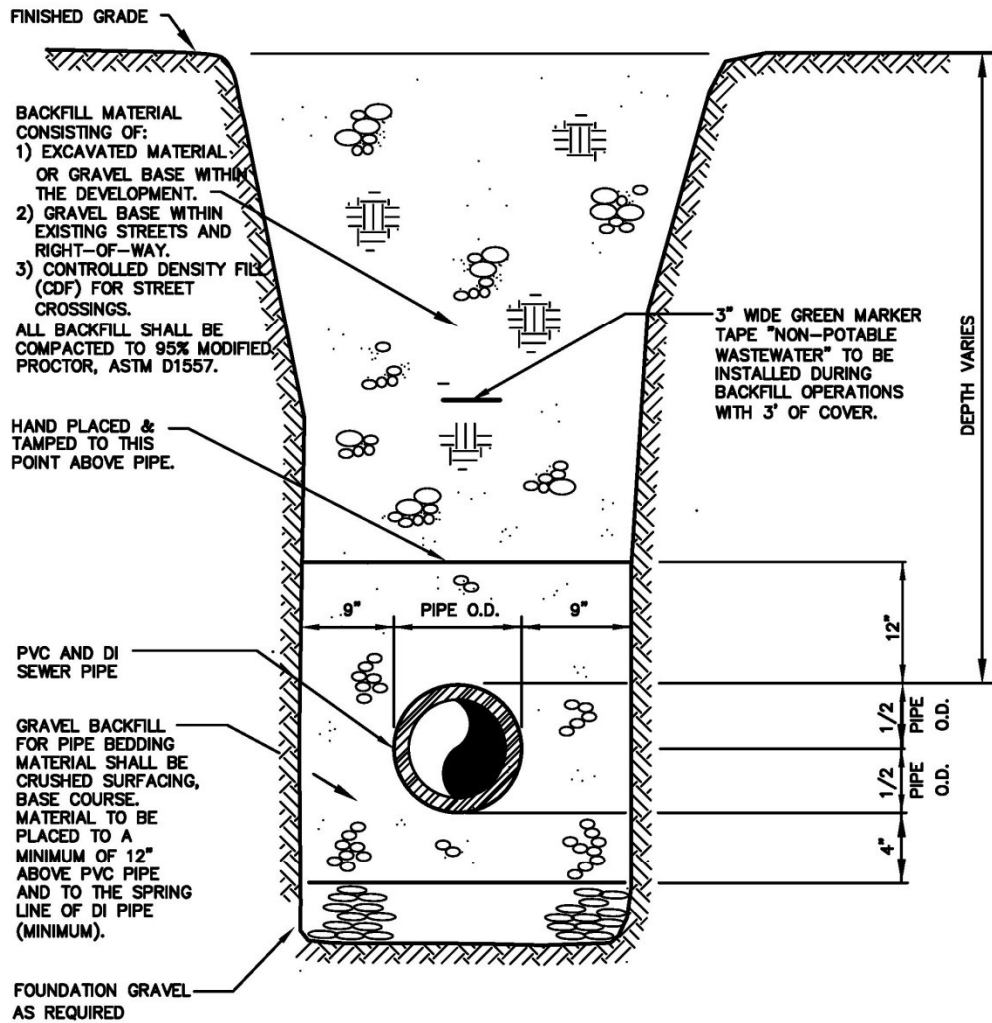 FINISHED GRADE
BACKFILL MATERIAL
CONSISTING OF:
1) EXCAVATED MATERIAL
OR GRAVEL BASE WITHIN
THE DEVELOPMENT.
2) GRAVEL BASE WITHIN
EXISTING STREETS AND
RIGHT-OF-WAY.
3) CONTROLLED DENSITY FILL
(CDF) FOR STREET
CROSSINGS.
ALL BACKFILL SHALL BE
COMPACTED TO 95% MODIFIED
PROCTOR, ASTM D1557.
3" WIDE GREEN MARKER
TAPE "NON-POTABLE
WASTEWATER" TO BE
INSTALLED DURING
BACKFILL OPERATIONS
WITH 3' OF COVER.
DEPTH VARIES
HAND PLACED &
TAMPED TO THIS
POINT ABOVE PIPE.
9"
PIPE O.D.
9"
12"
PVC AND DI
SEWER PIPE
1/2
PIPE
O.D.
1/2
PIPE
O.D.
4"
GRAVEL BACKFILL
FOR PIPE BEDDING
MATERIAL SHALL BE
CRUSHED SURFACING,
BASE COURSE.
MATERIAL TO BE
PLACED TO A
MINIMUM OF 12"
ABOVE PVC PIPE
AND TO THE SPRING
LINE OF DI PIPE
(MINIMUM).
FOUNDATION GRAVEL
AS REQUIRED